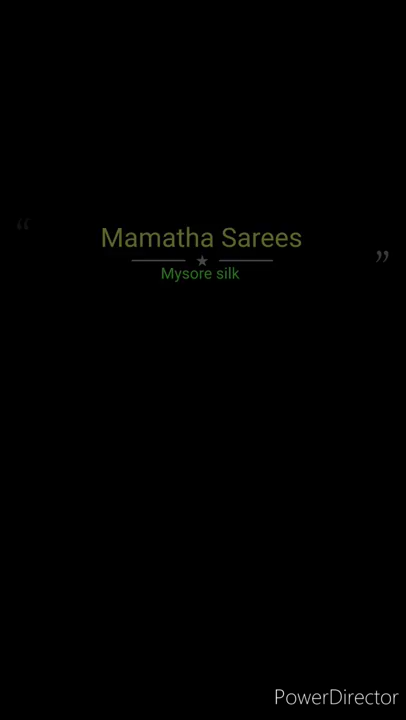 “
Mamatha Sarees
★
Mysore silk
”
PowerDirector